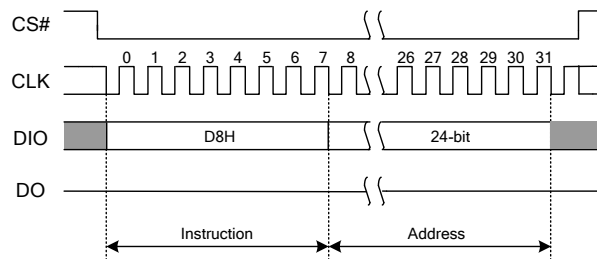 CS#
0 1 2 3 4 5 6 7 8 26 27 28 29 30 31
CLK
DIO D8H 24-bit
DO
Instruction Address